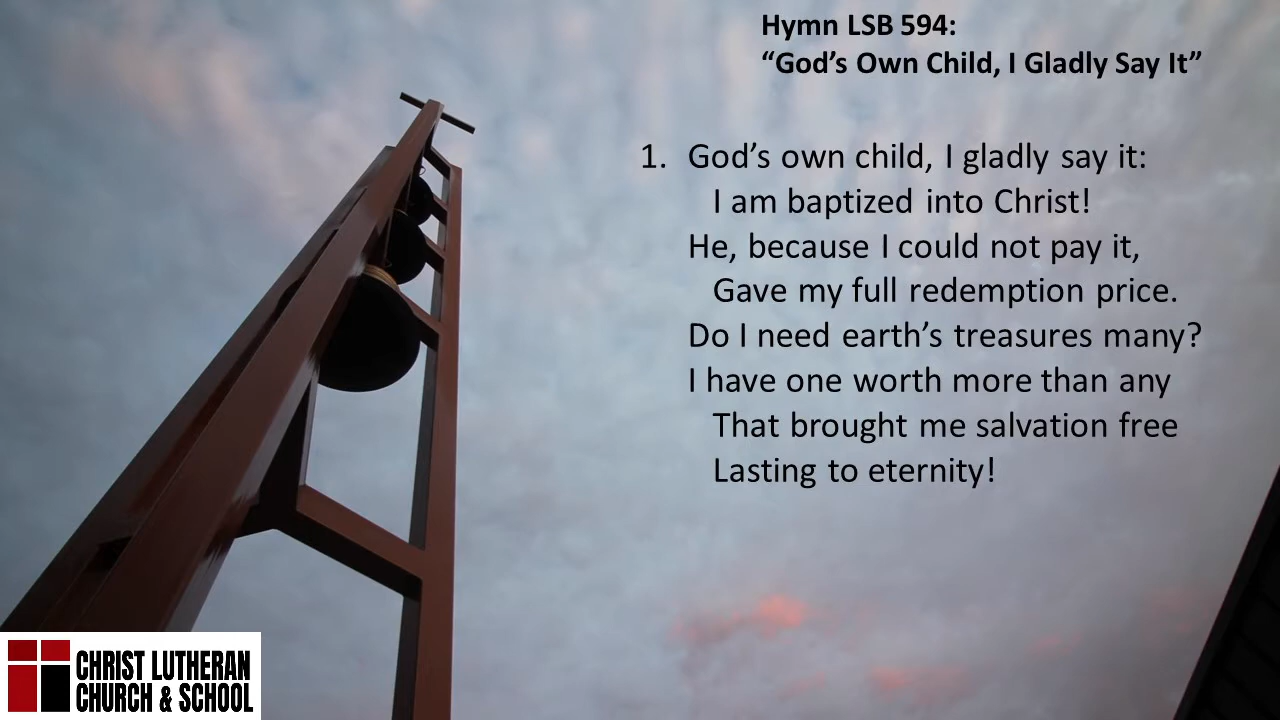 Hymn LSB 594:
“God’s Own Child, I Gladly Say It”
1. God’s own child, I gladly say it:
I am baptized into Christ!
He, because I could not pay it,
Gave my full redemption price.
Do I need earth’s treasures many?
I have one worth more than any
That brought me salvation free
Lasting to eternity!
CHRIST LUTHERAN
CHURCH & SCHOOL